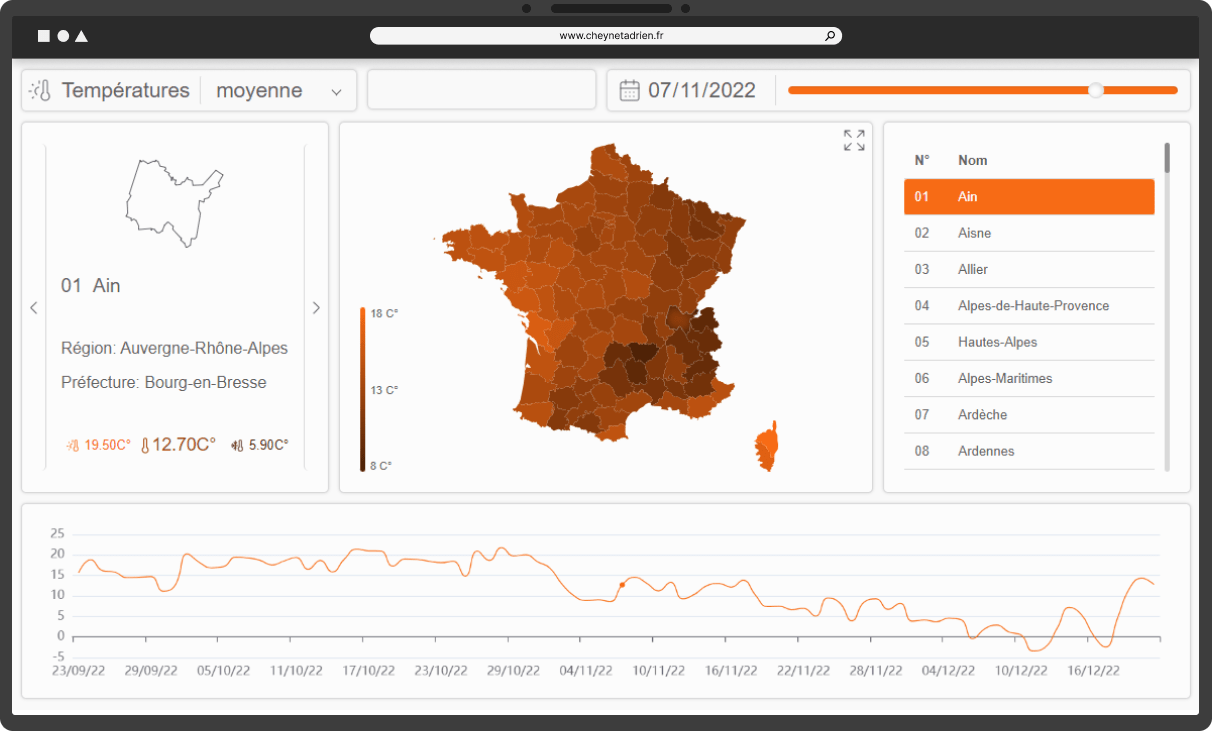 www.cheynetadrien.fr
Températures moyenne
07/11/2022
01 Ain
Région: Auvergne-Rhône-Alpes
Préfecture: Bourg-en-Bresse
19.50C° 12.70C° 5.90C°
18 C°
13 C°
8 C°
N° Nom
01 Ain
02 Aisne
03 Allier
04 Alpes-de-Haute-Provence
05 Hautes-Alpes
06 Alpes-Maritimes
07 Ardèche
08 Ardennes
25
20
15
10
5
0
-5
23/09/22 29/09/22 05/10/22 11/10/22 17/10/22 23/10/22 29/10/22 04/11/22 10/11/22 16/11/22 22/11/22 28/11/22 04/12/22 10/12/22 16/12/22